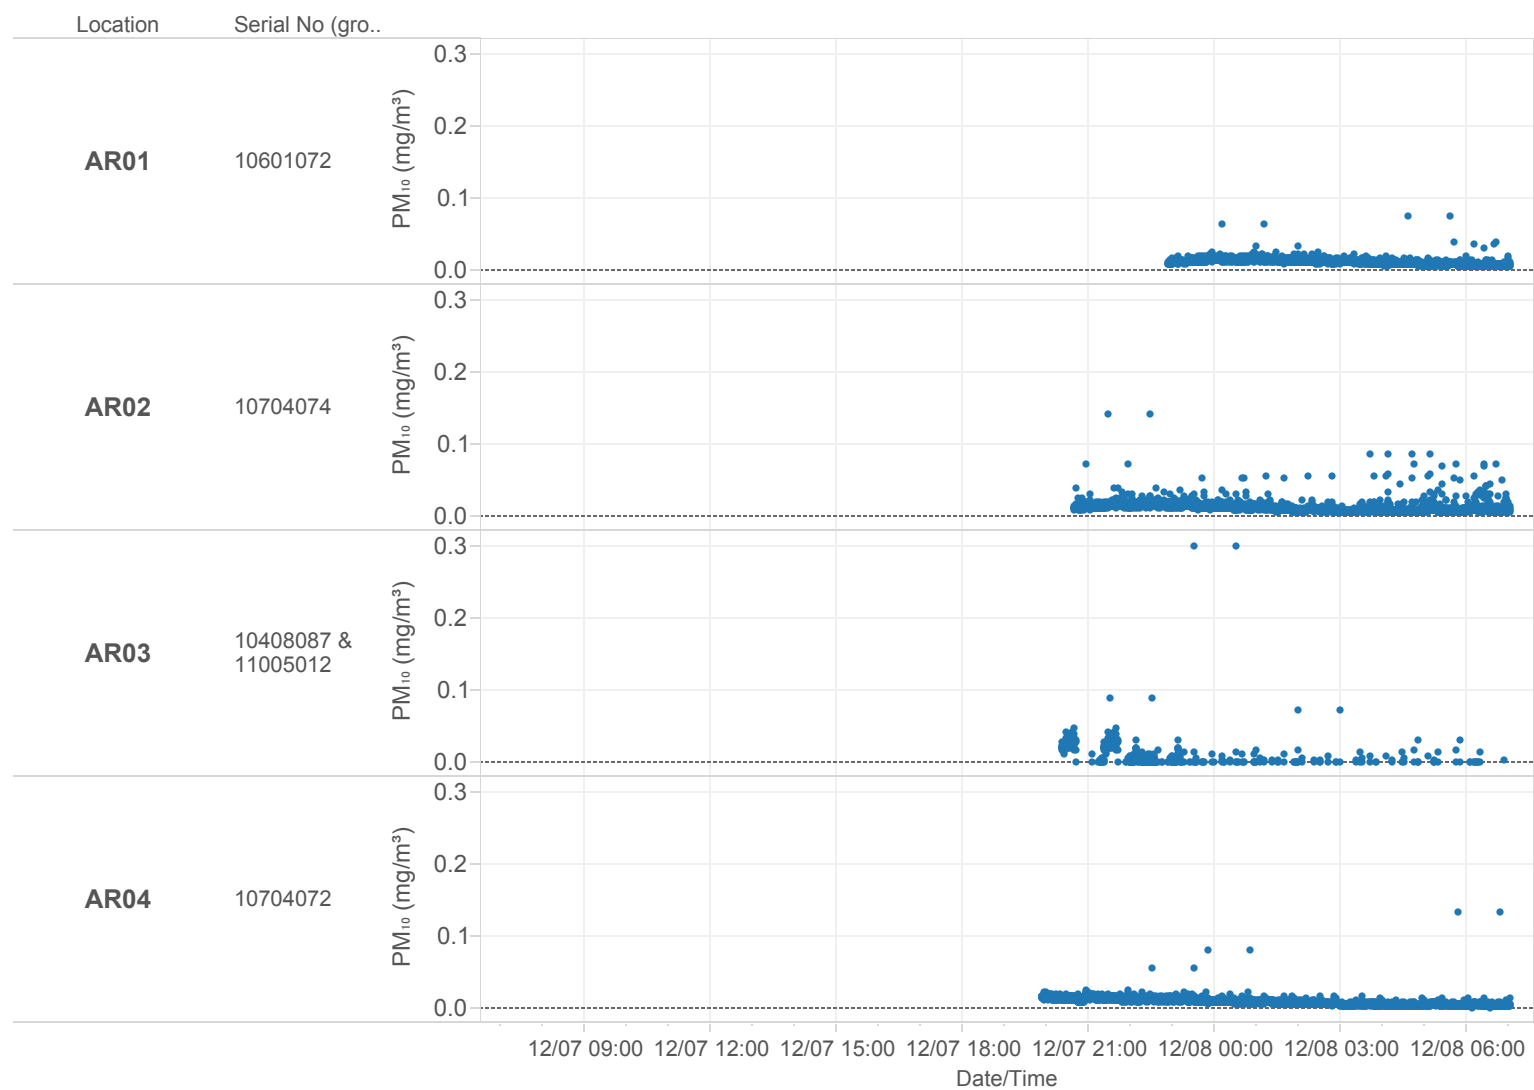 Location Serial No (gro..
AR01 10601072 PM₁₀ (mg/m³)
0.3
0.2
0.1
0.0
AR02 10704074 PM₁₀ (mg/m³)
0.3
0.2
0.1
0.0
AR03 10408087 &
11005012 PM₁₀ (mg/m³)
0.3
0.2
0.1
0.0
AR04 10704072 PM₁₀ (mg/m³)
0.3
0.2
0.1
0.0
12/07 09:00 12/07 12:00 12/07 15:00 12/07 18:00 12/07 21:00 12/08 00:00 12/08 03:00 12/08 06:00
Date/Time